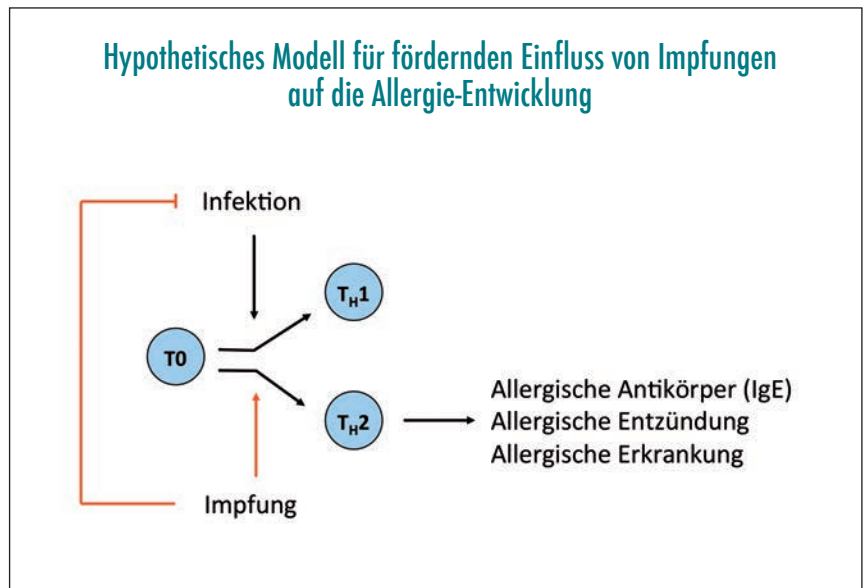 Hypothetisches Modell für fördernden Einfluss von Impfungen
auf die Allergie-Entwicklung
Infektion
TH1
T0
TH2
Allergische Antikörper (IgE)
Allergische Entzündung
Allergische Erkrankung
Impfung